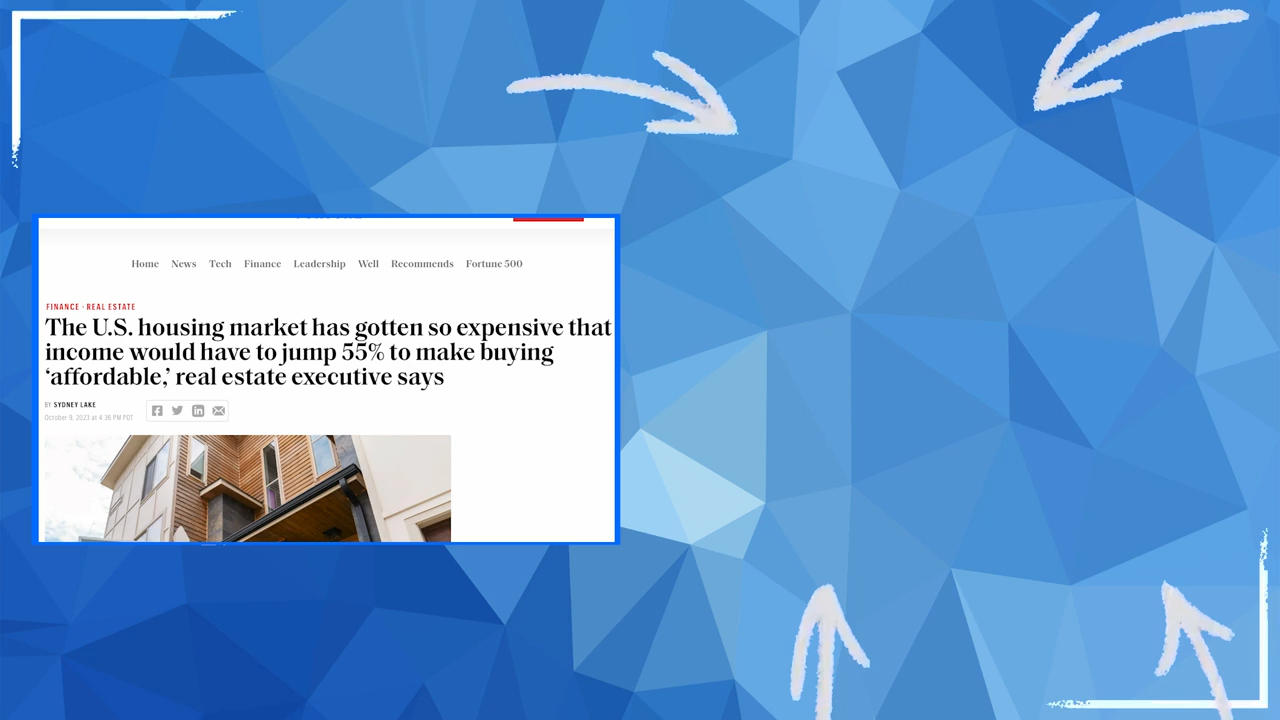 Home News Tech Finance Leadership Well Recommends Fortune 500
FINANCE · REAL ESTATE
The U.S. housing market has gotten so expensive that
income would have to jump 55% to make buying
‘affordable,’ real estate executive says
BY SYDNEY LAKE
October 9, 2023 at 4:36 PM PDT